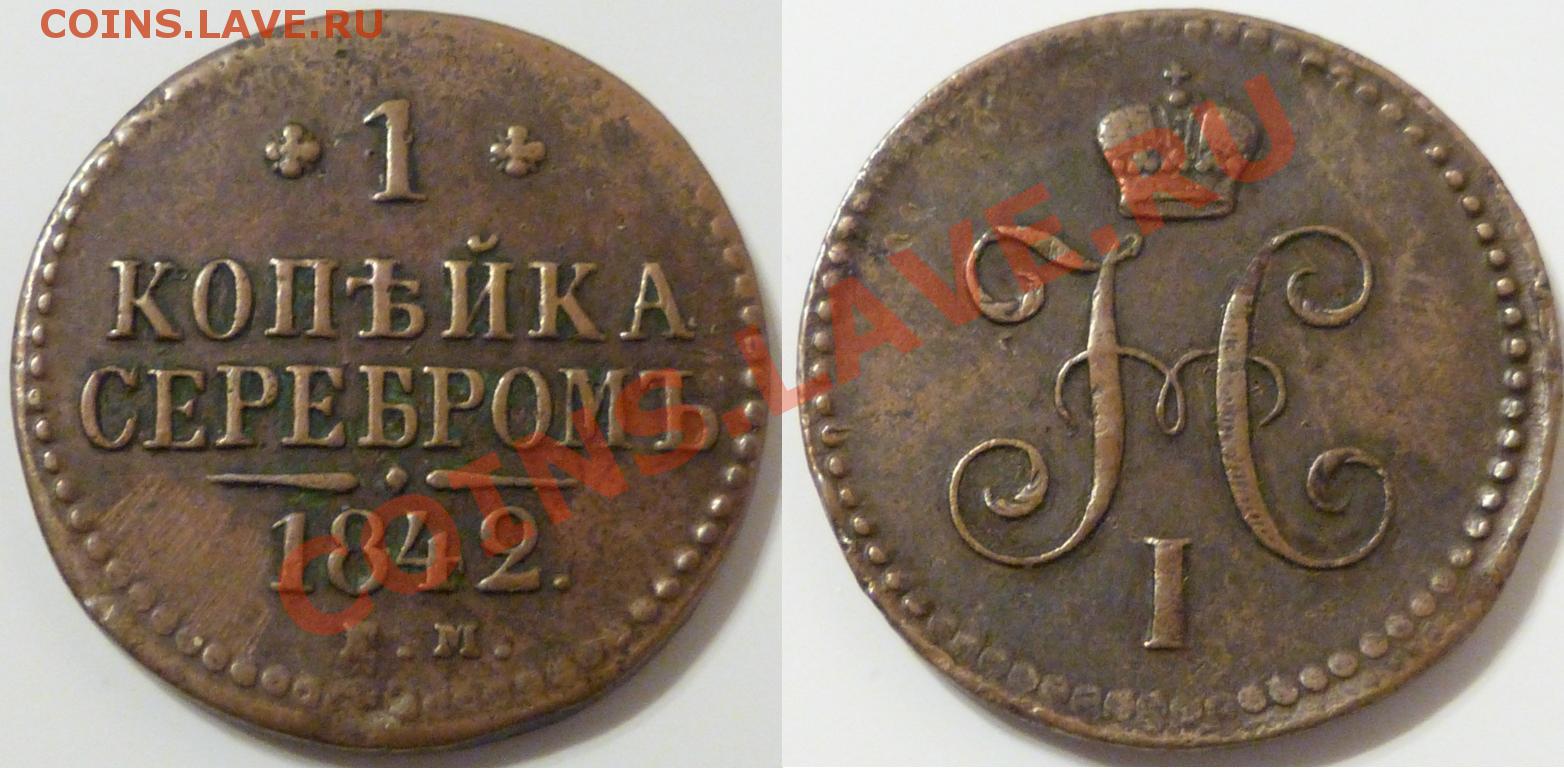 COINS.LAVE.RU
1
КОПѢЙКА
СЕРЕБРОМЪ
1842.
Е.М.
I
COINS.LAVE.RU